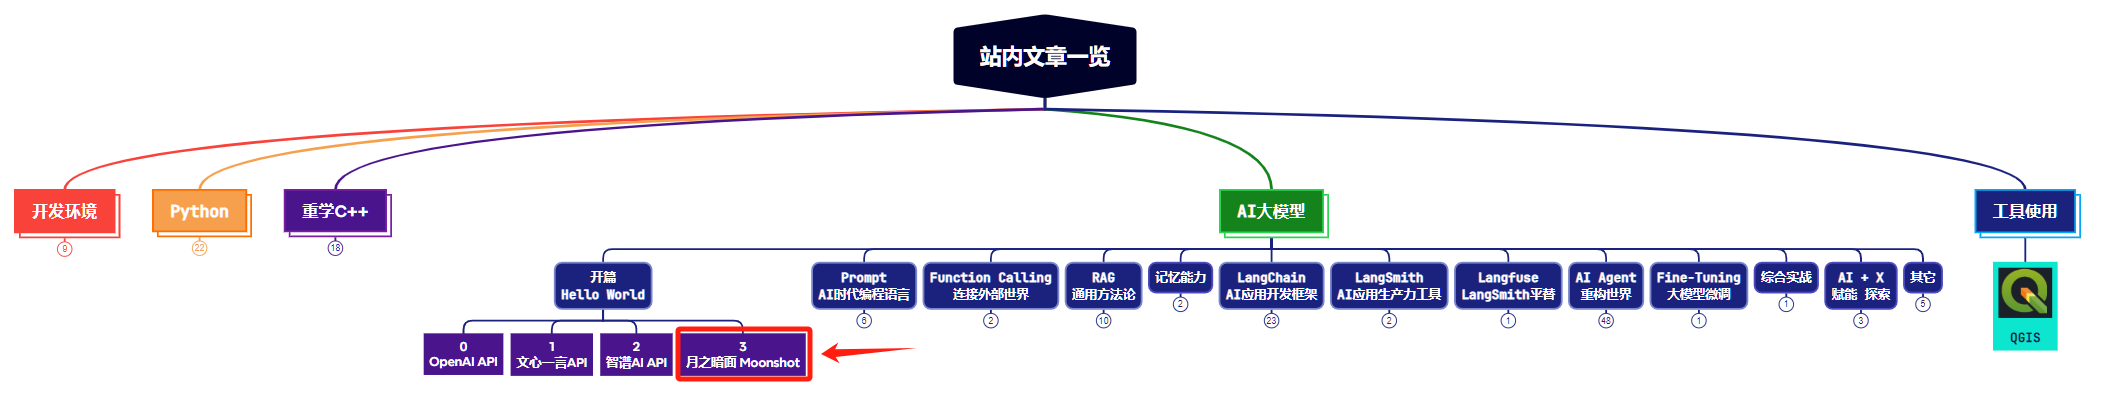 站内文章一览
开发环境
9
Python
22
重学C++
18
AI大模型
工具使用
开篇
Hello World
Prompt
AI时代编程语言
6
Function Calling
连接外部世界
2
RAG
通用方法论
10
记忆能力
2
LangChain
AI应用开发框架
23
LangSmith
AI应用生产力工具
2
Langfuse
LangSmith平替
1
AI Agent
重构世界
48
Fine-Tuning
大模型微调
1
综合实战
1
AI + X
赋能 探索
3
其它
5
QGIS
0
OpenAI API
1
文心一言API
2
智谱AI API
3
月之暗面 Moonshot